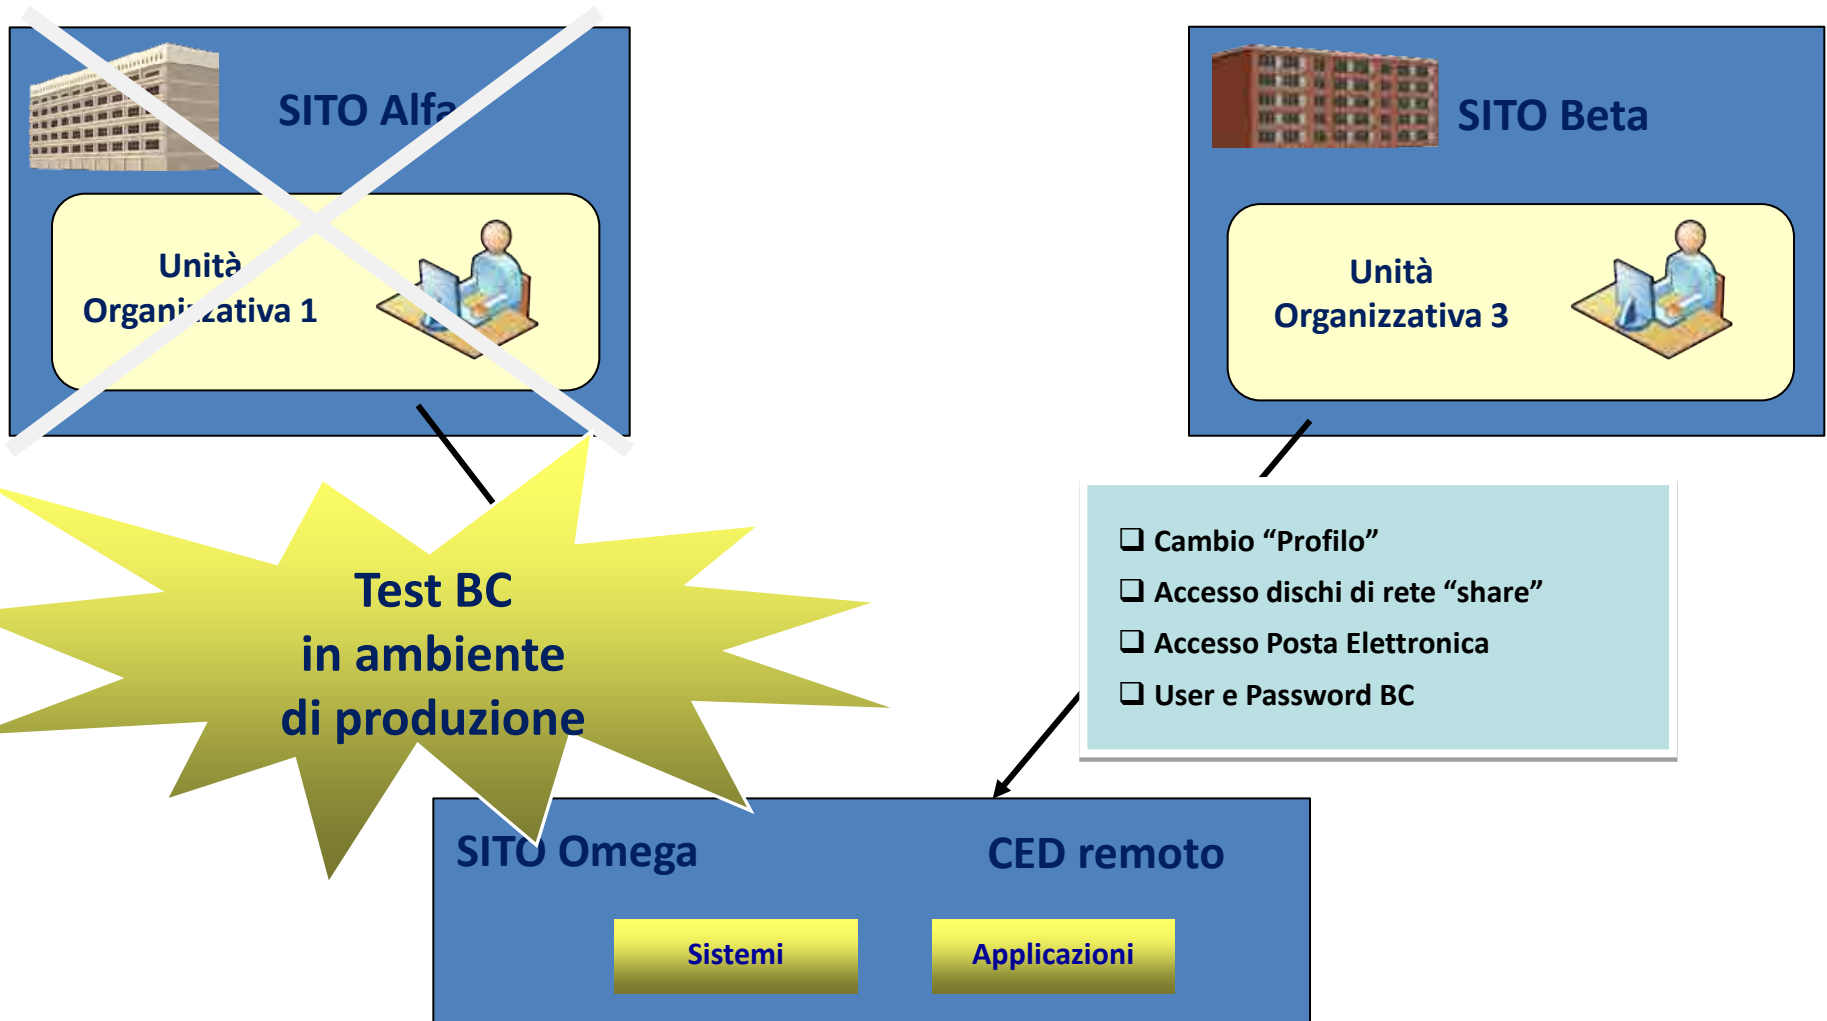 SITO Alfa
SITO Beta
Unità
Organizzativa 1
Unità
Organizzativa 3
Test BC
in ambiente
di produzione
❑ Cambio “Profilo”
❑ Accesso dischi di rete “share”
❑ Accesso Posta Elettronica
❑ User e Password BC
SITO Omega
CED remoto
Sistemi
Applicazioni